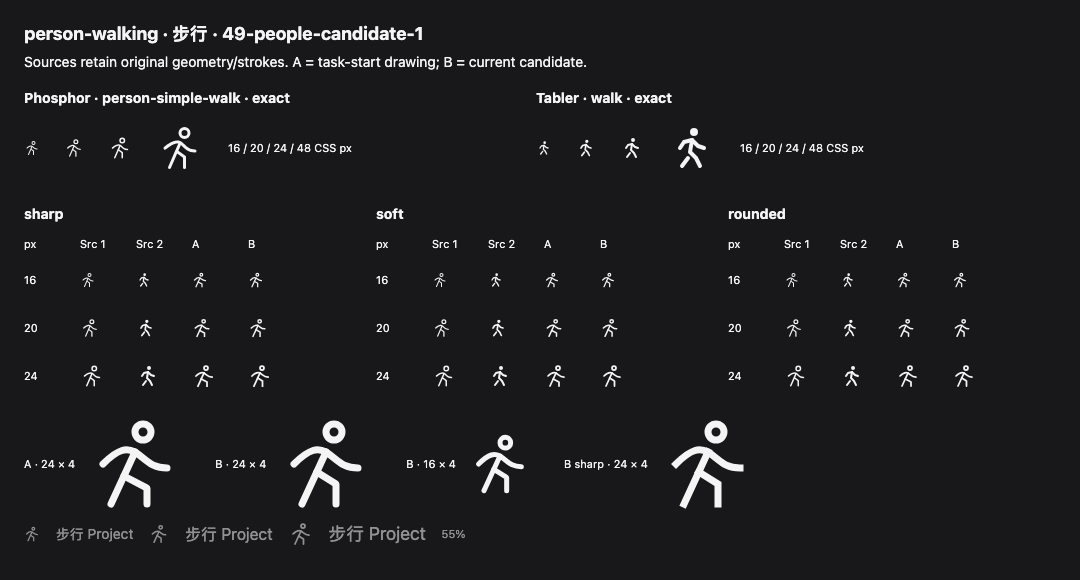 person-walking · 步行 · 49-people-candidate-1
Sources retain original geometry/strokes. A = task-start drawing; B = current candidate.
Phosphor · person-simple-walk · exact
Tabler · walk · exact
16 / 20 / 24 / 48 CSS px
16 / 20 / 24 / 48 CSS px
sharp
soft
rounded
px Src 1 Src 2 A B
px Src 1 Src 2 A B
px Src 1 Src 2 A B
16
16
16
20
20
20
24
24
24
A · 24 × 4
B · 24 × 4
B · 16 × 4
B sharp · 24 × 4
步行 Project
步行 Project
步行 Project
55%